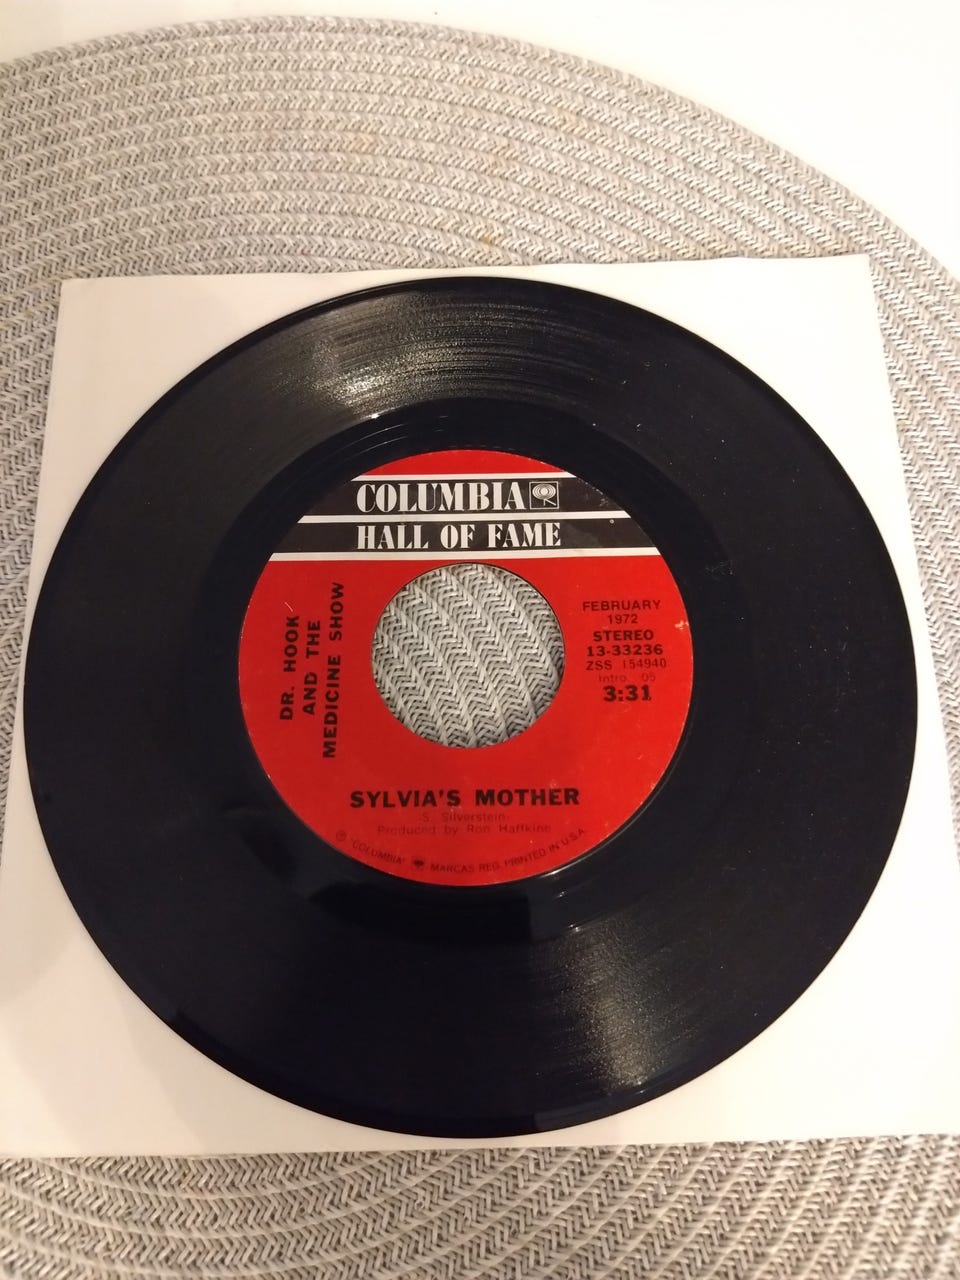 COLUMBIA
HALL OF FAME
DR. HOOK
AND THE
MEDICINE SHOW
FEBRUARY
1972
STEREO
13-33236
ZSS 154940
Intro. 05
3:31
SYLVIA'S MOTHER
-S. Silverstein-
Produced by Ron Haffkine
Ⓟ "COLUMBIA" MARCAS REG. PRINTED IN U.S.A.